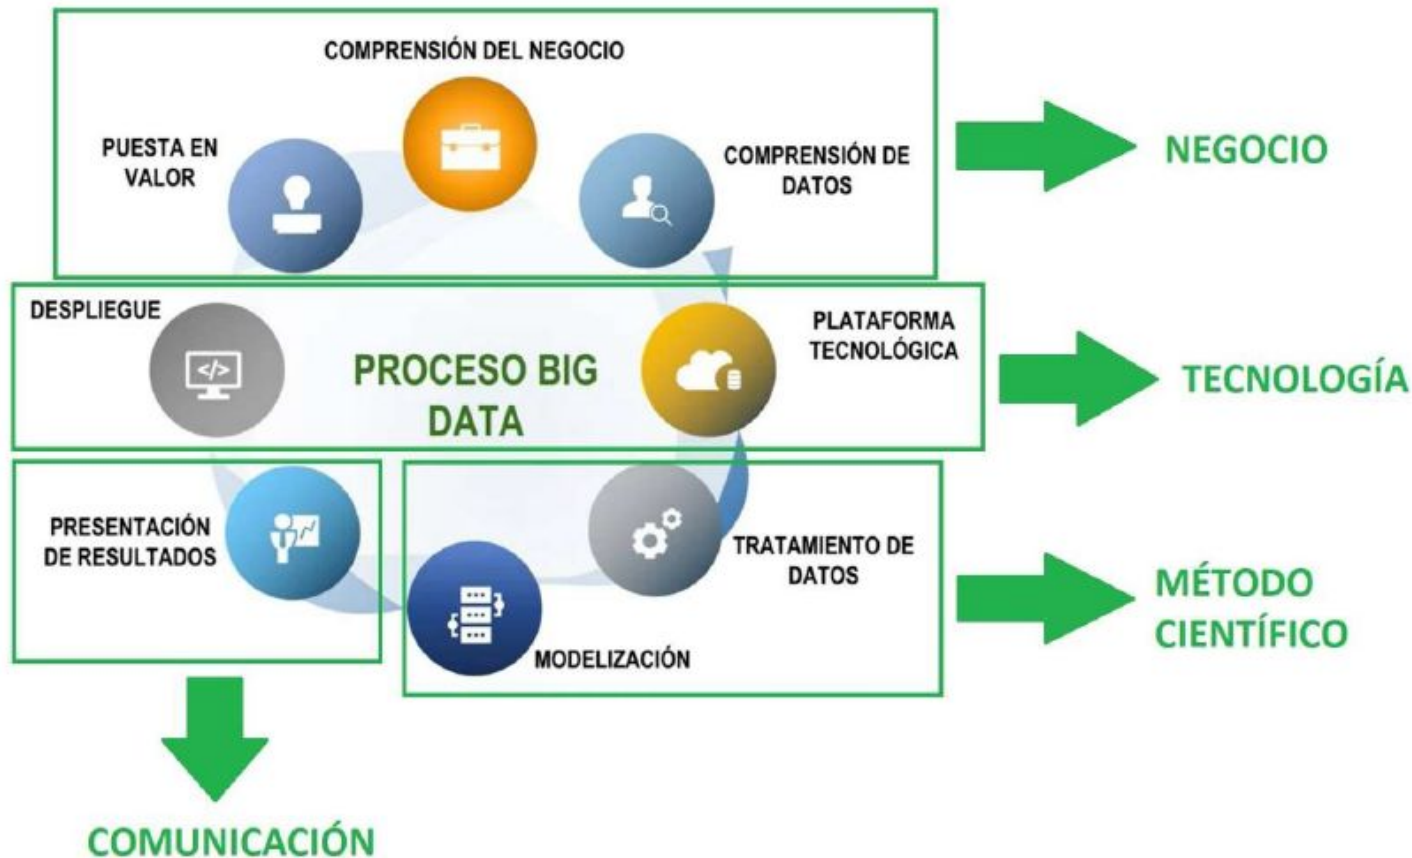 COMPRENSIÓN DEL NEGOCIO
PUESTA EN
VALOR
COMPRENSIÓN DE
DATOS
NEGOCIO
DESPLIEGUE
PROCESO BIG
DATA
PLATAFORMA
TECNOLÓGICA
TECNOLOGÍA
PRESENTACIÓN
DE RESULTADOS
MODELIZACIÓN
TRATAMIENTO DE
DATOS
MÉTODO
CIENTÍFICO
COMUNICACIÓN